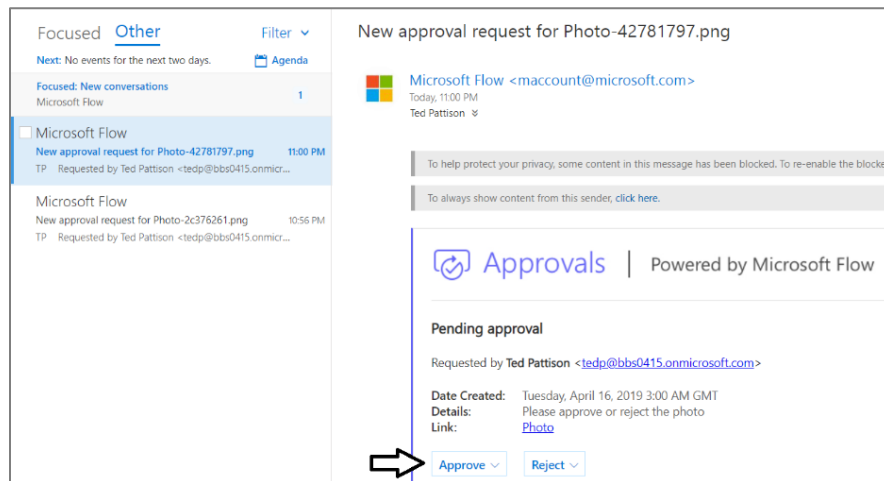 Focused Other Filter
Next: No events for the next two days. Agenda
Focused: New conversations
Microsoft Flow 1
Microsoft Flow
New approval request for Photo-42781797.png 11:00 PM
TP Requested by Ted Pattison <tedp@bbs0415.onmicr...
Microsoft Flow
New approval request for Photo-2c376261.png 10:56 PM
TP Requested by Ted Pattison <tedp@bbs0415.onmicr...
New approval request for Photo-42781797.png
Microsoft Flow <maccount@microsoft.com>
Today, 11:00 PM
Ted Pattison
To help protect your privacy, some content in this message has been blocked. To re-enable the blocke
To always show content from this sender, click here.
Approvals | Powered by Microsoft Flow
Pending approval
Requested by Ted Pattison <tedp@bbs0415.onmicrosoft.com>
Date Created: Tuesday, April 16, 2019 3:00 AM GMT
Details: Please approve or reject the photo
Link: Photo
Approve Reject